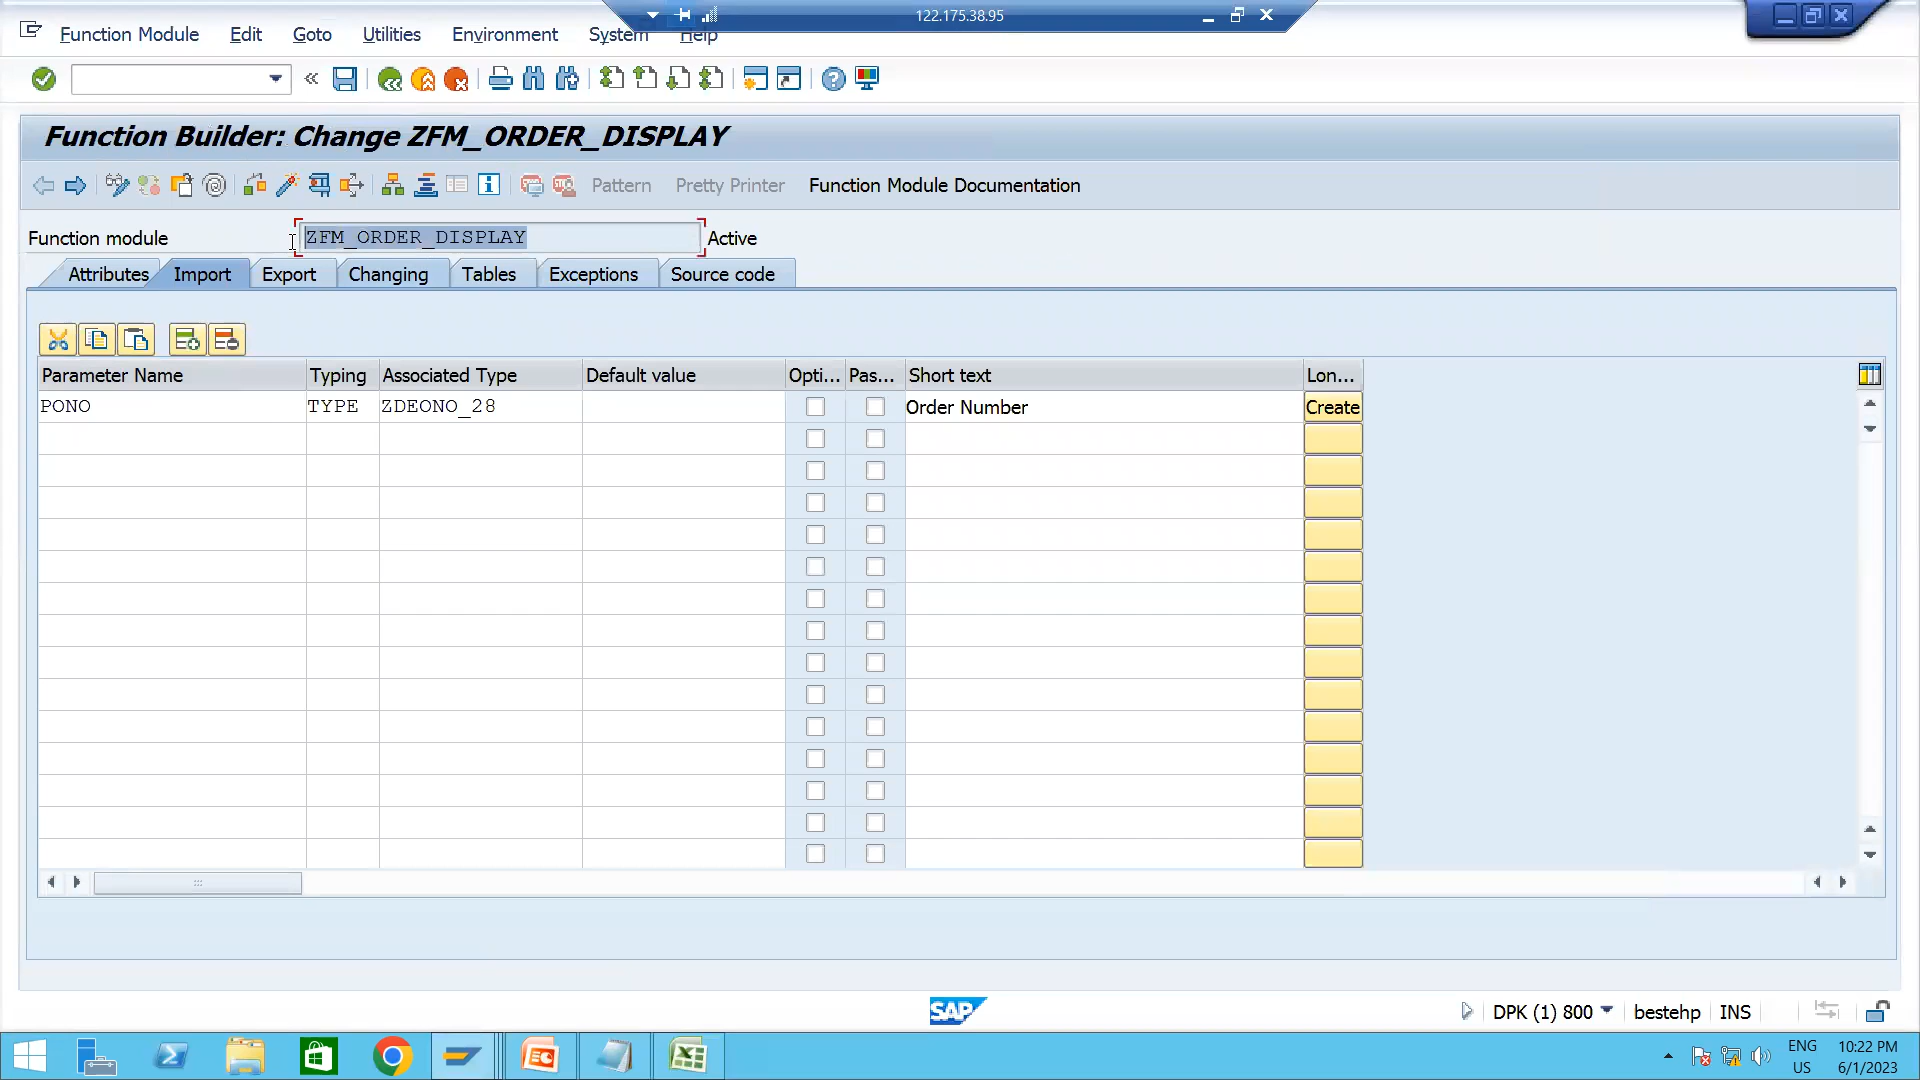 122.175.38.95
Function Module Edit Goto Utilities Environment System Help
Function Builder: Change ZFM_ORDER_DISPLAY
Pattern Pretty Printer Function Module Documentation
Function module ZFM_ORDER_DISPLAY Active
Attributes Import Export Changing Tables Exceptions Source code
Parameter Name Typing Associated Type Default value Opti... Pas... Short text Lon...
PONO TYPE ZDEONO_28 Order Number Create
SAP DPK (1) 800 bestehp INS
ENG 10:22 PM
US 6/1/2023